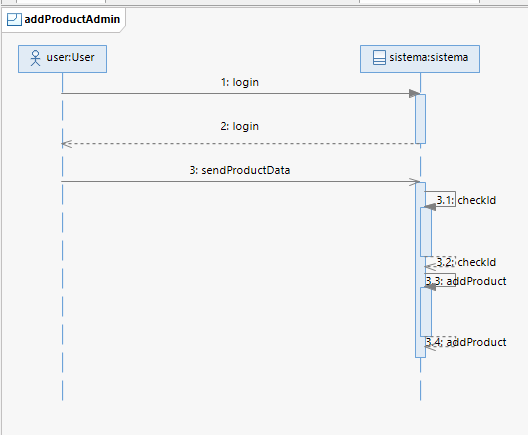 addProductAdmin
user:User
sistema:sistema
1: login
2: login
3: sendProductData
3.1: checkId
3.2: checkId
3.3: addProduct
3.4: addProduct